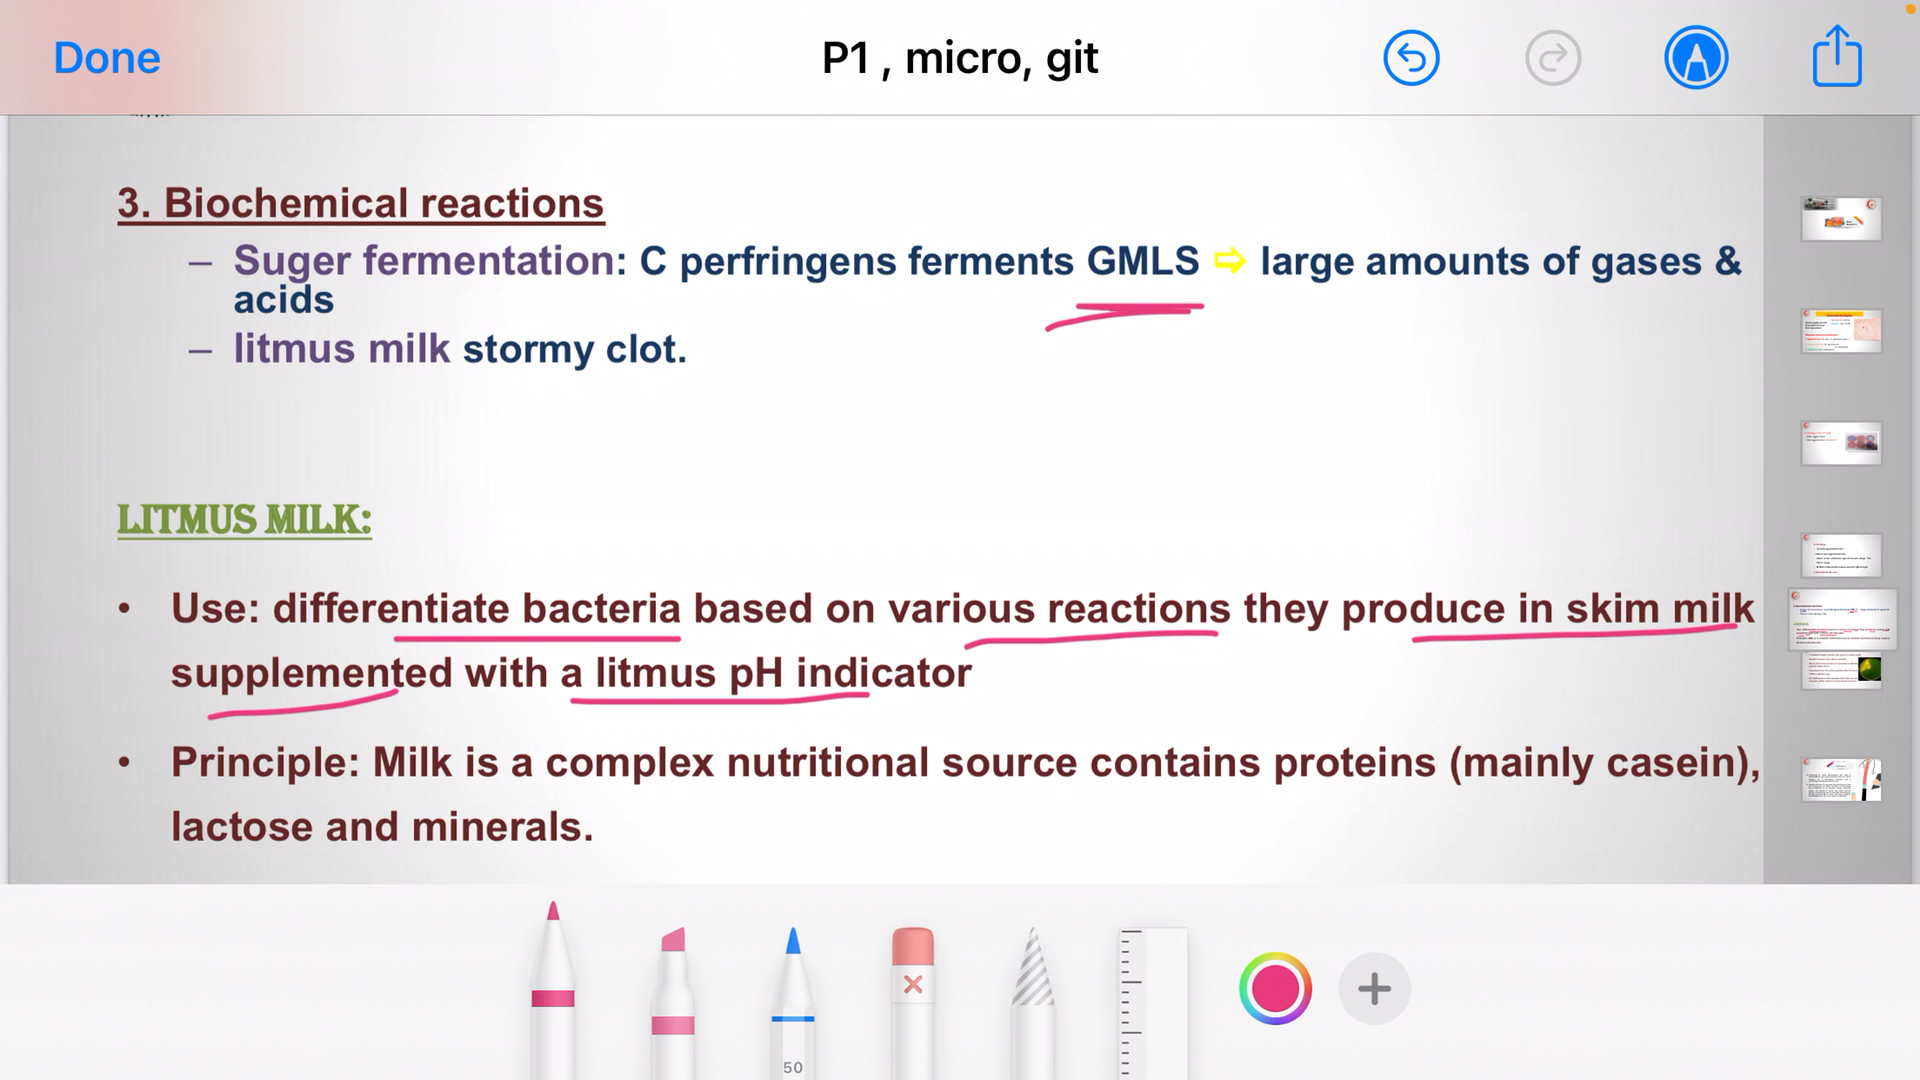 Done
P1 , micro, git
3. Biochemical reactions
– Suger fermentation: C perfringens ferments GMLS ⇨ large amounts of gases &
acids
– litmus milk stormy clot.
LITMUS MILK:
• Use: differentiate bacteria based on various reactions they produce in skim milk
supplemented with a litmus pH indicator
• Principle: Milk is a complex nutritional source contains proteins (mainly casein),
lactose and minerals.
50